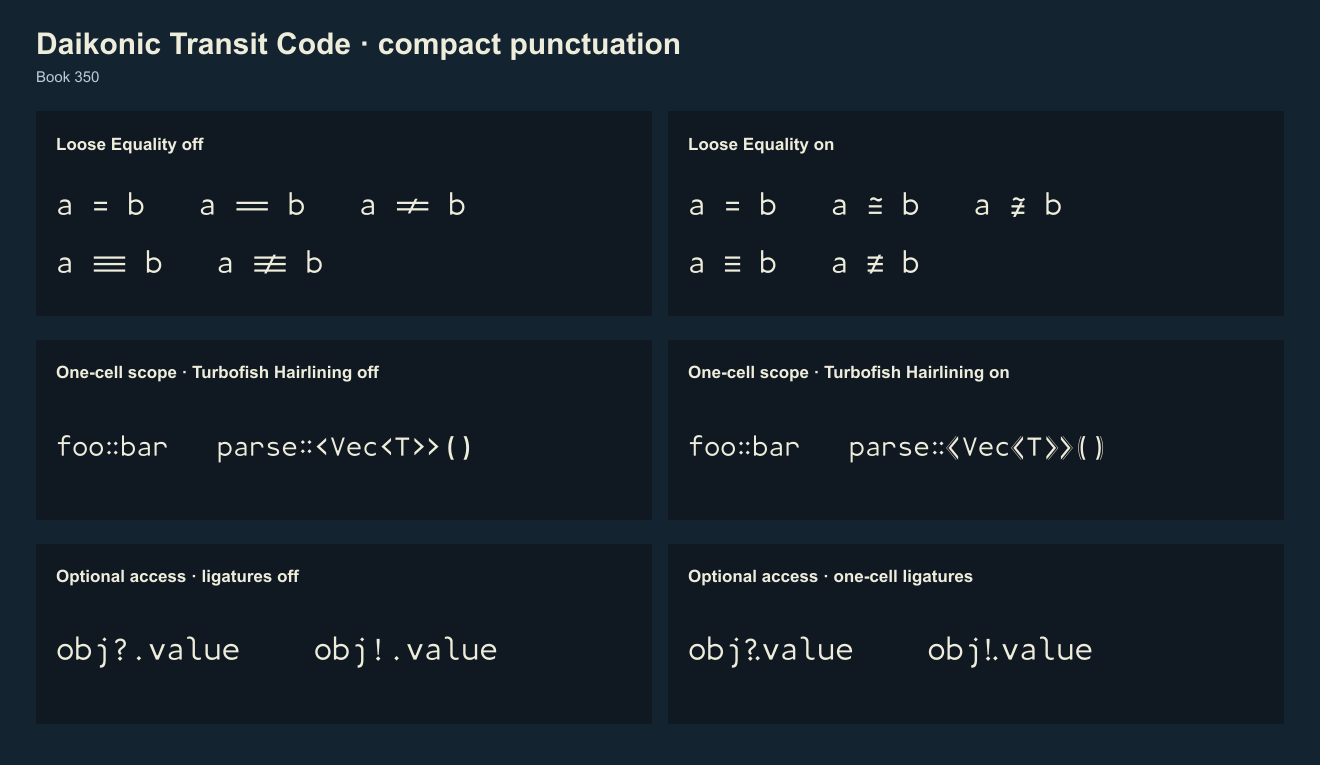 Daikonic Transit Code · compact punctuation
Book 350
Loose Equality off
a = b a == b a != b
a === b a !== b
Loose Equality on
a = b a ≅ b a ≇ b
a ≡ b a ≢ b
One-cell scope · Turbofish Hairlining off
foo::bar parse::<Vec<T>>()
One-cell scope · Turbofish Hairlining on
foo::bar parse::<Vec<T>>()
Optional access · ligatures off
obj?.value obj!.value
Optional access · one-cell ligatures
obj?.value obj!.value